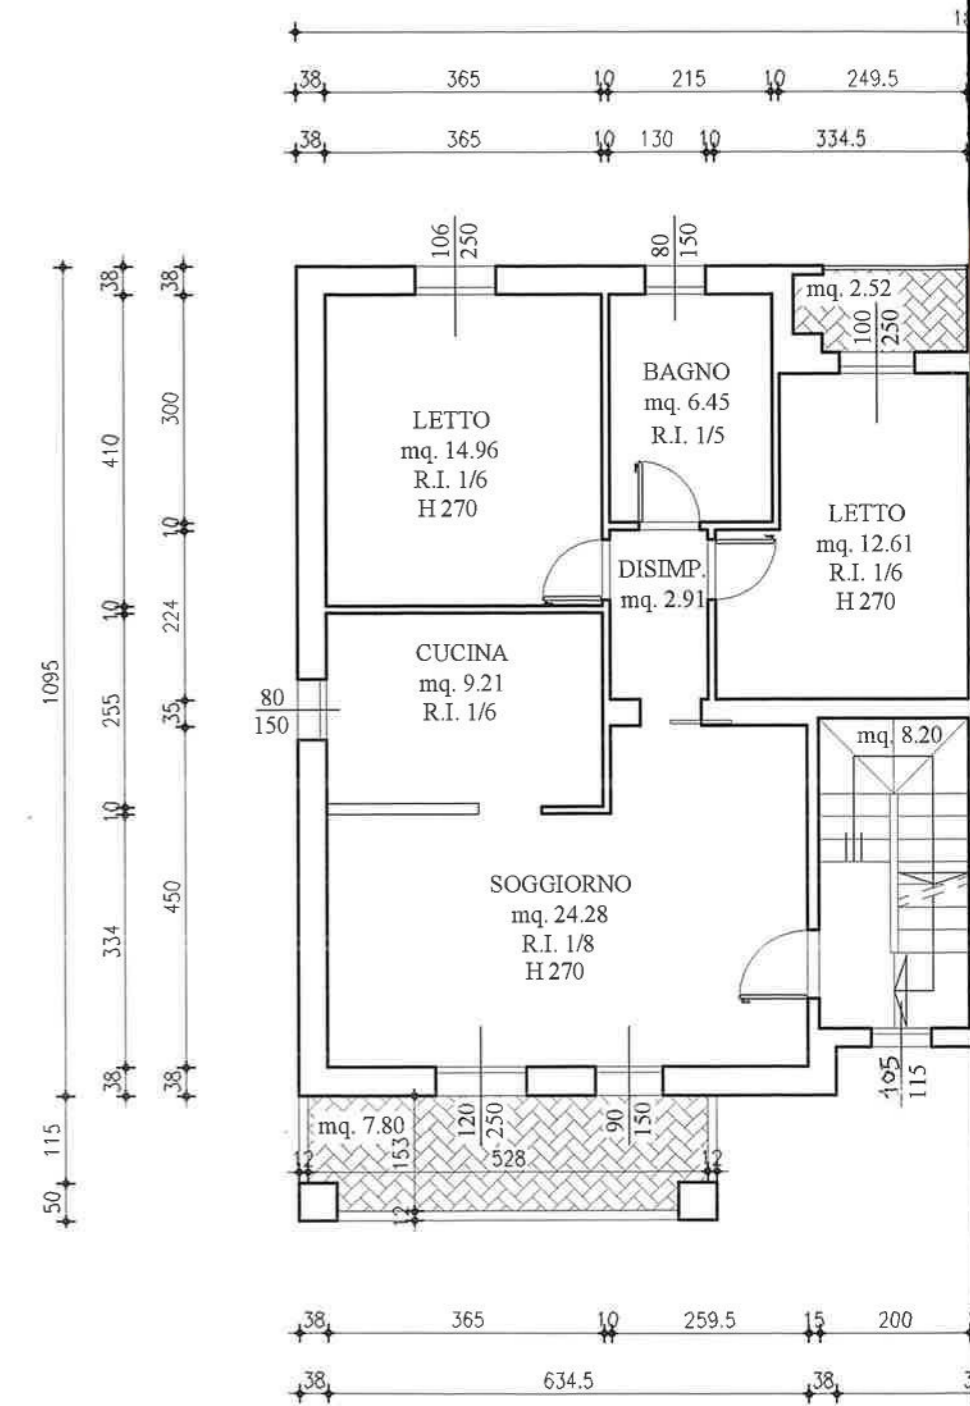 38 365 10 215 10 249.5
38 365 10 130 10 334.5
106
250
80
150
mq. 2.52
100
250
BAGNO
mq. 6.45
R.I. 1/5
LETTO
mq. 14.96
R.I. 1/6
H 270
LETTO
mq. 12.61
R.I. 1/6
H 270
DISIMP.
mq. 2.91
CUCINA
mq. 9.21
R.I. 1/6
80
150
mq. 8.20
SOGGIORNO
mq. 24.28
R.I. 1/8
H 270
105
115
mq. 7.80
120
250
90
150
153
12 528 12
12
1095
115
50
38
410
10
255
10
334
38
38
300
10
224
35
450
38
38 365 10 259.5 15 200
38 634.5 38